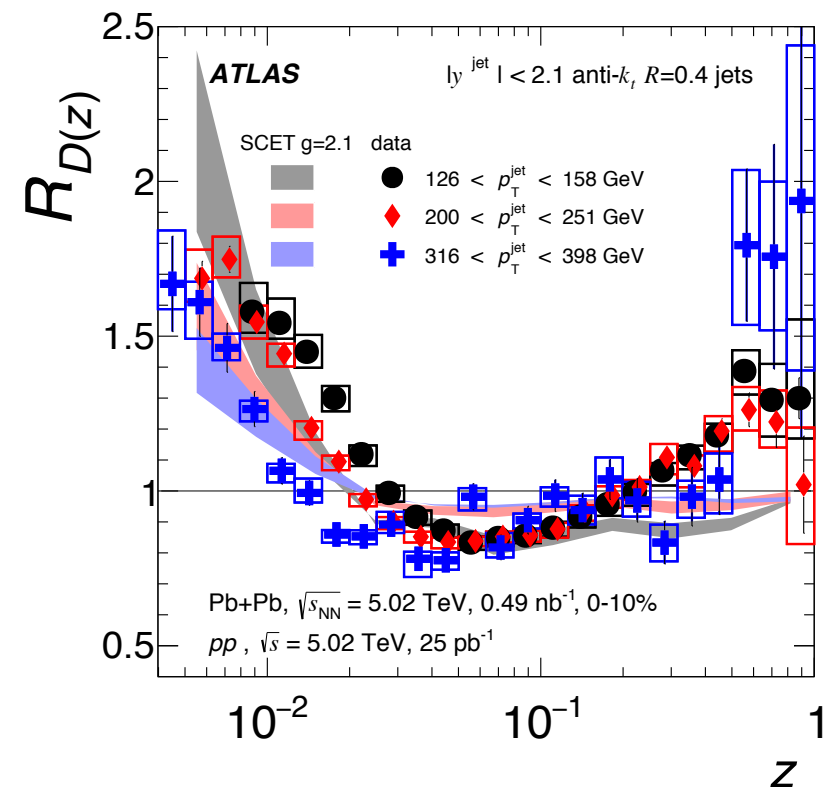 R_D(z)
2.5
2
1.5
1
0.5
ATLAS
|y^jet| < 2.1 anti-k_t R=0.4 jets
SCET g=2.1 data
126 < p_T^jet < 158 GeV
200 < p_T^jet < 251 GeV
316 < p_T^jet < 398 GeV
Pb+Pb, √s_NN = 5.02 TeV, 0.49 nb⁻¹, 0-10%
pp , √s = 5.02 TeV, 25 pb⁻¹
10⁻² 10⁻¹ 1
z